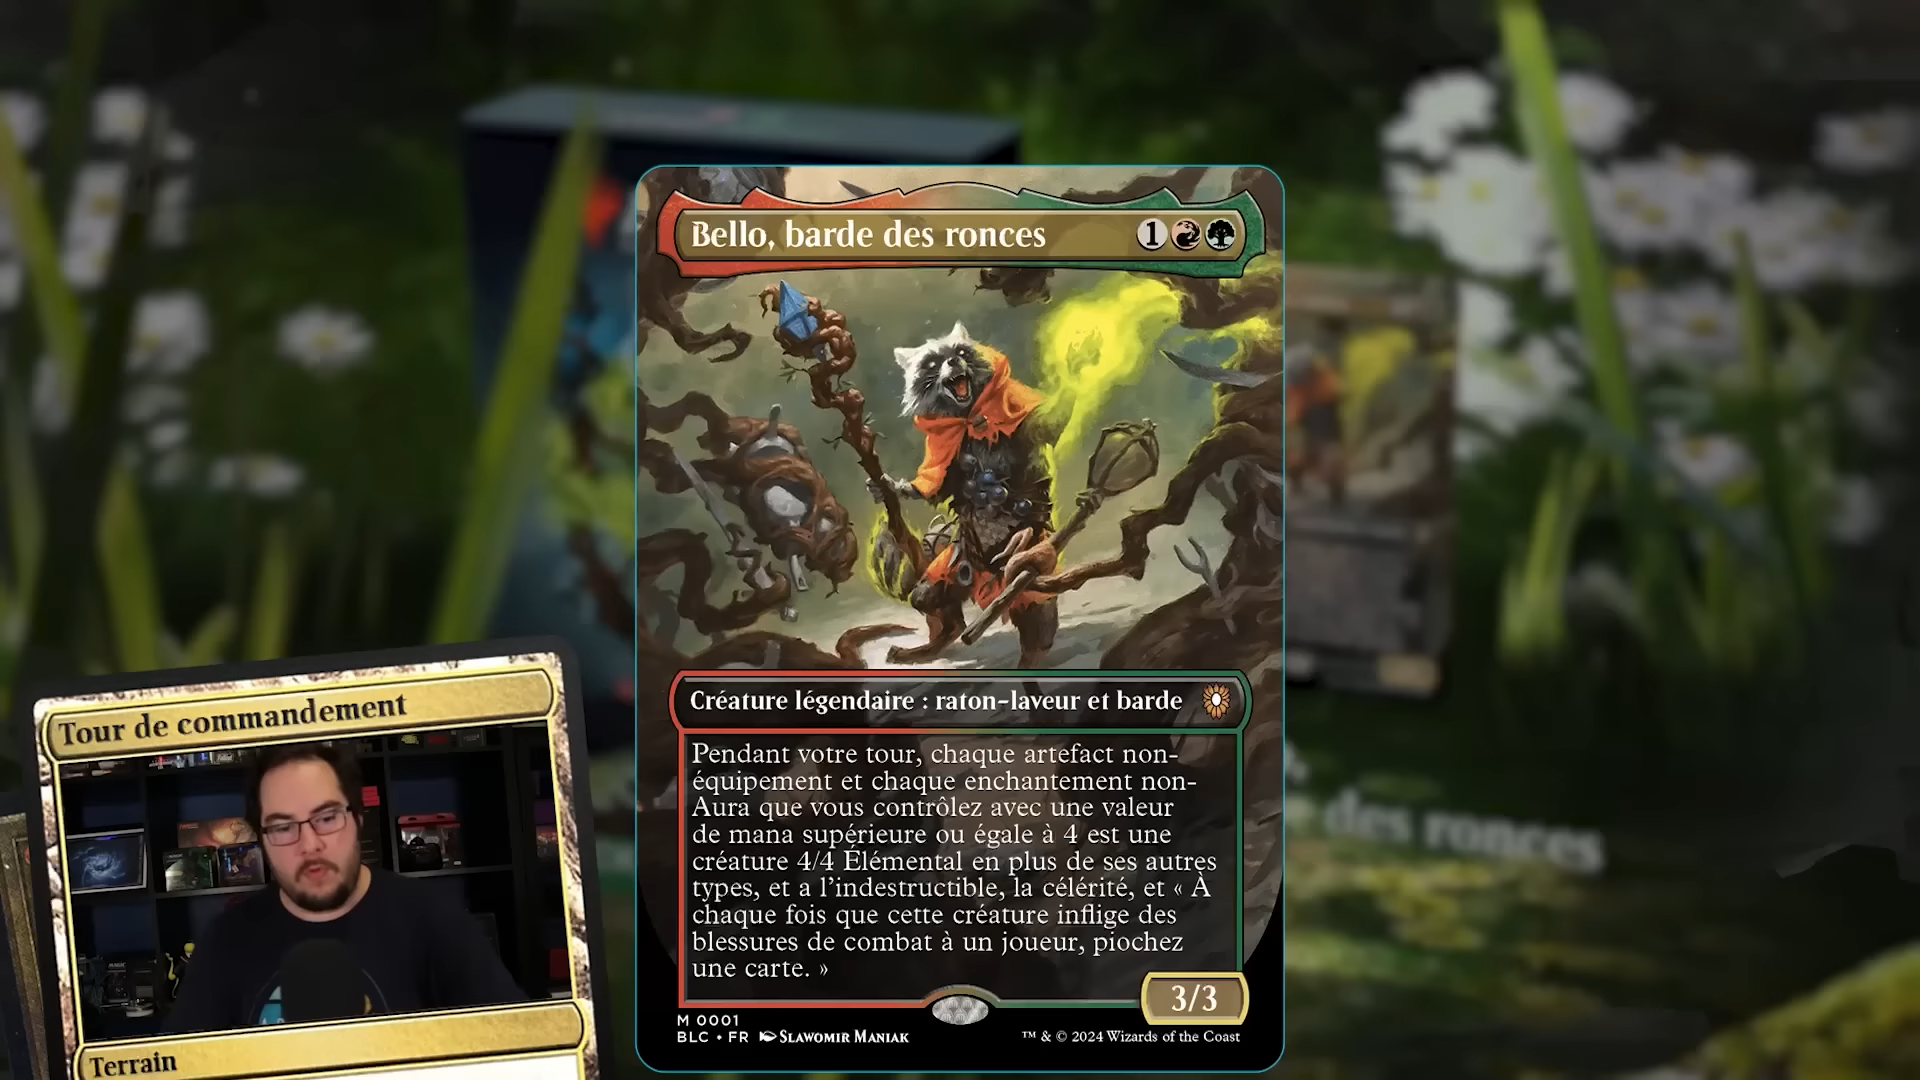 Bello, barde des ronces
1
Créature légendaire : raton-laveur et barde
Pendant votre tour, chaque artefact non-
équipement et chaque enchantement non-
Aura que vous contrôlez avec une valeur
de mana supérieure ou égale à 4 est une
créature 4/4 Élémental en plus de ses autres
types, et a l'indestructible, la célérité, et « À
chaque fois que cette créature inflige des
blessures de combat à un joueur, piochez
une carte. »
3/3
M 0001
BLC • FR SLAWOMIR MANIAK
™ & © 2024 Wizards of the Coast
des ronces
Tour de commandement
Terrain